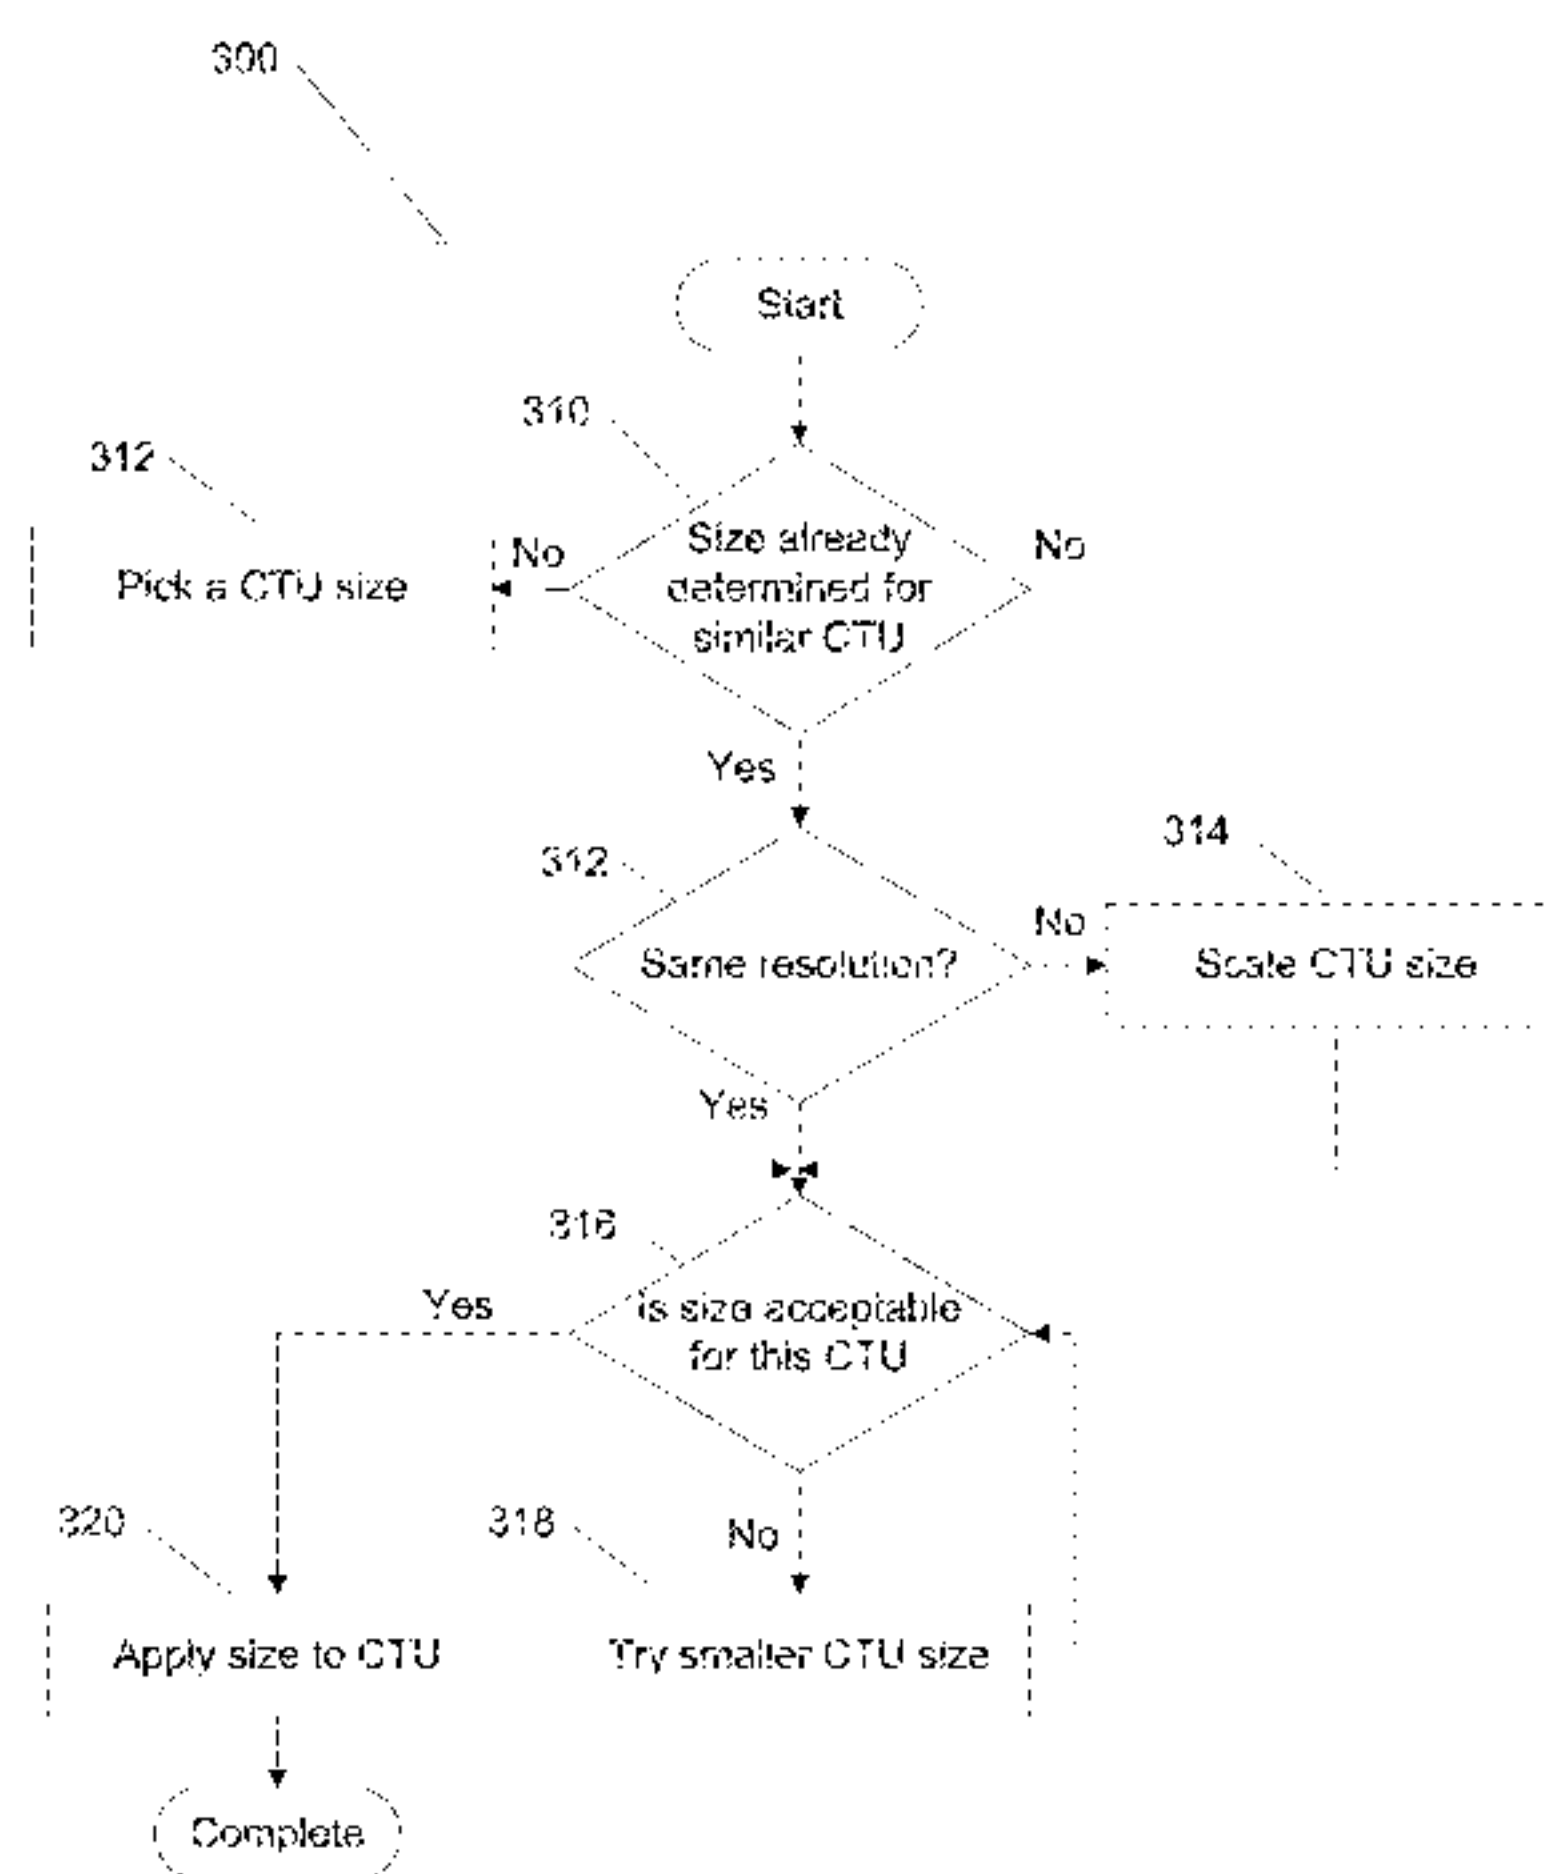 300
Start
310
312
No
Size already
determined for
similar CTU
No
Pick a CTU size
Yes
312
314
No
Same resolution?
Scale CTU size
Yes
316
Yes
is size acceptable
for this CTU
320
318
No
Apply size to CTU
Try smaller CTU size
Complete